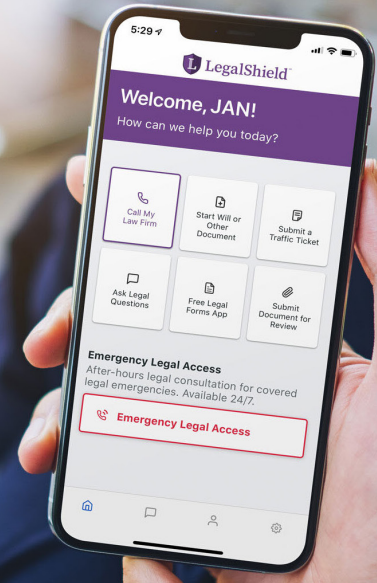 5:29
LegalShield
Welcome, JAN!
How can we help you today?
Call My
Law Firm
Start Will or
Other
Document
Submit a
Traffic Ticket
Ask Legal
Questions
Free Legal
Forms App
Submit
Document for
Review
Emergency Legal Access
After-hours legal consultation for covered
legal emergencies. Available 24/7.
Emergency Legal Access